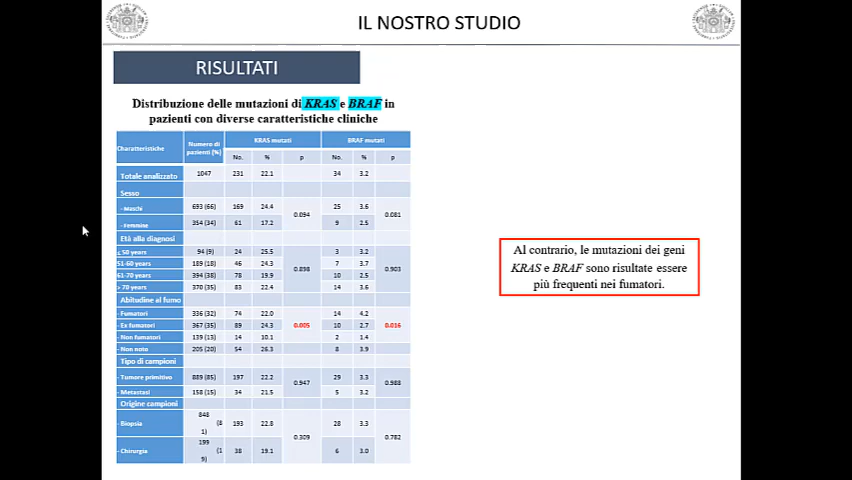 IL NOSTRO STUDIO
RISULTATI
Distribuzione delle mutazioni di KRAS e BRAF in
pazienti con diverse caratteristiche cliniche
Caratteristiche Numero di pazienti (%) KRAS mutati BRAF mutati
No. % p No. % p
Totale analizzato 1047 231 22.1 34 3.2
Sesso
- Maschi 693 (66) 169 24.4 0.094 25 3.6 0.081
- Femmine 354 (34) 61 17.2 9 2.5
Età alla diagnosi
≤ 50 years 94 (9) 24 25.5 0.898 3 3.2 0.903
51-60 years 189 (18) 46 24.3 7 3.7
61-70 years 394 (38) 78 19.9 10 2.5
> 70 years 370 (35) 83 22.4 14 3.6
Abitudine al fumo
- Fumatori 336 (32) 74 22.0 0.005 14 4.2 0.016
- Ex fumatori 367 (35) 89 24.3 10 2.7
- Non fumatori 139 (13) 14 10.1 2 1.4
- Non noto 205 (20) 54 26.3 8 3.9
Tipo di campioni
- Tumore primitivo 889 (85) 197 22.2 0.947 29 3.3 0.988
- Metastasi 158 (15) 34 21.5 5 3.2
Origine campioni
- Biopsia 848 (81) 193 22.8 0.309 28 3.3 0.782
- Chirurgia 199 (19) 38 19.1 6 3.0
Al contrario, le mutazioni dei geni
KRAS e BRAF sono risultate essere
più frequenti nei fumatori.